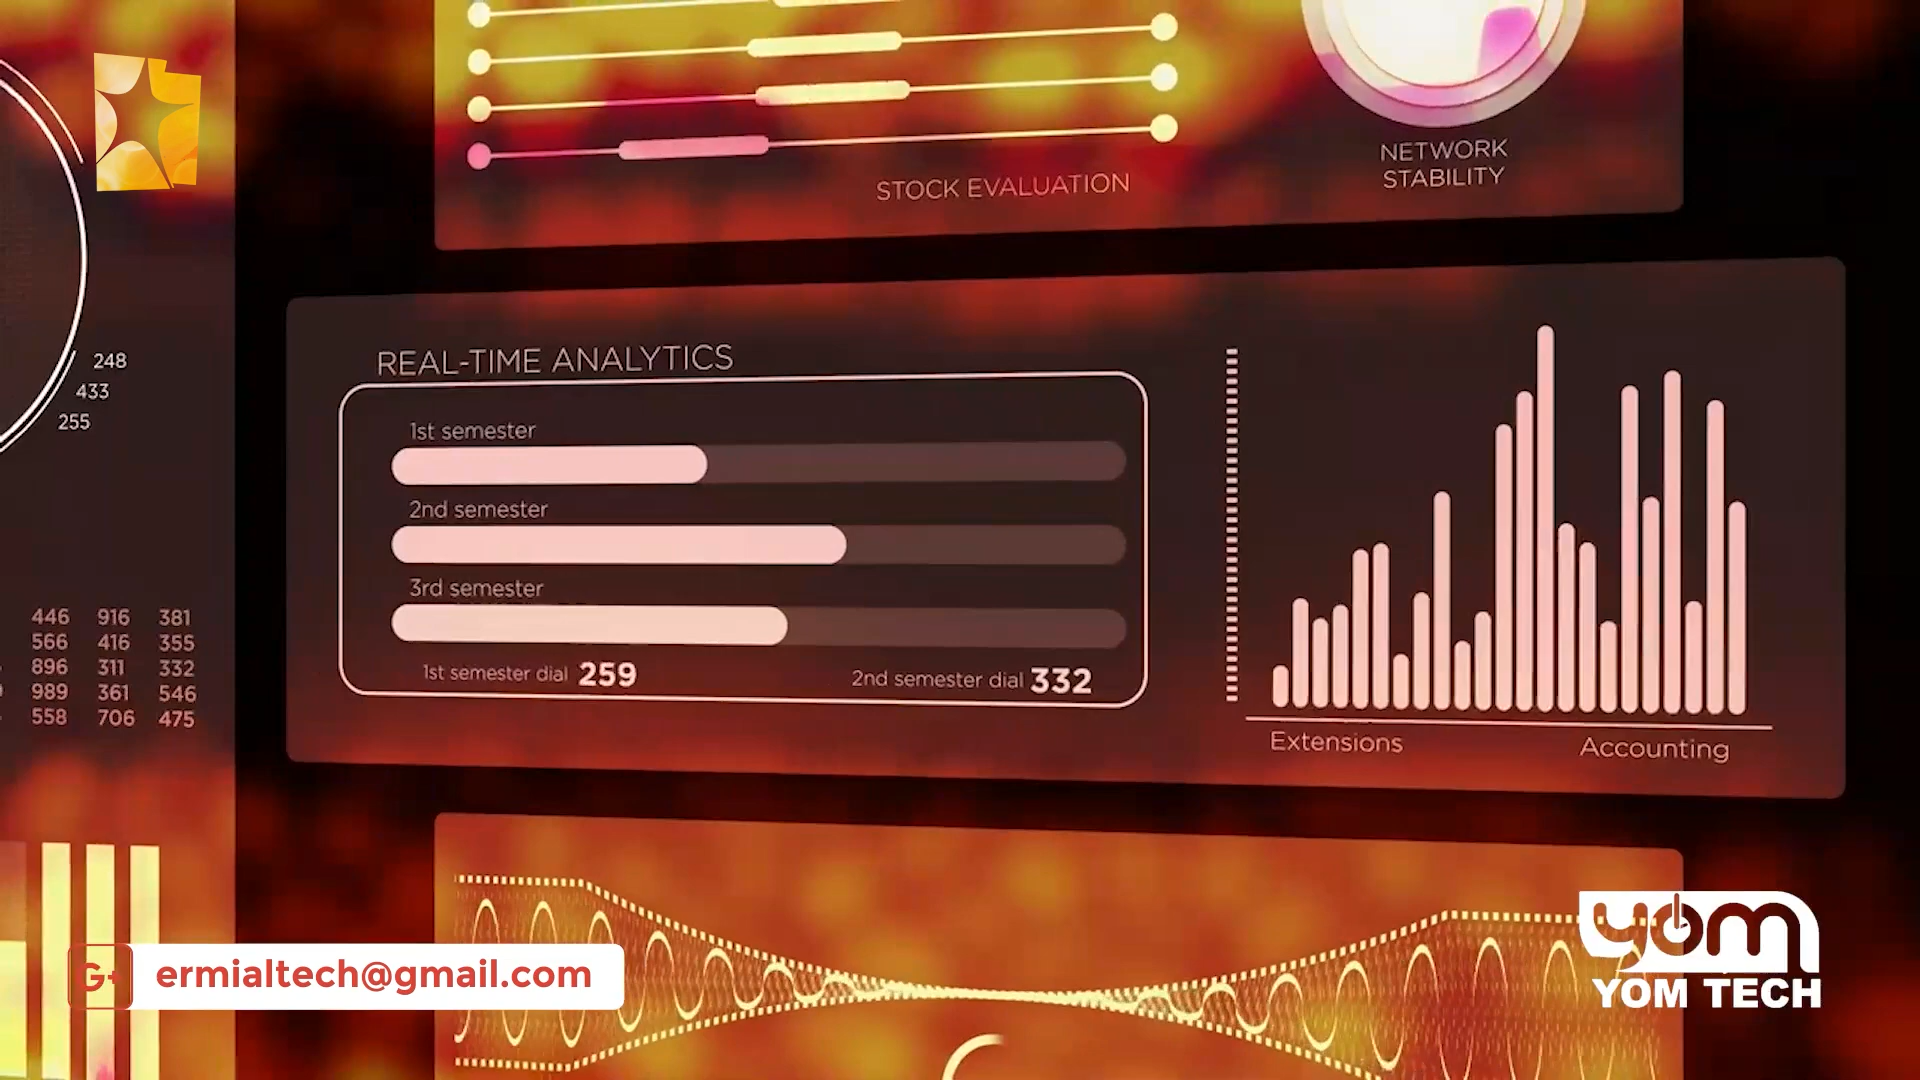 STOCK EVALUATION
NETWORK
STABILITY
248
433
255
REAL-TIME ANALYTICS
1st semester
2nd semester
3rd semester
1st semester dial 259
2nd semester dial 332
Extensions
Accounting
446 916 381
566 416 355
896 311 332
989 361 546
558 706 475
G+ ermialtech@gmail.com
yom
YOM TECH